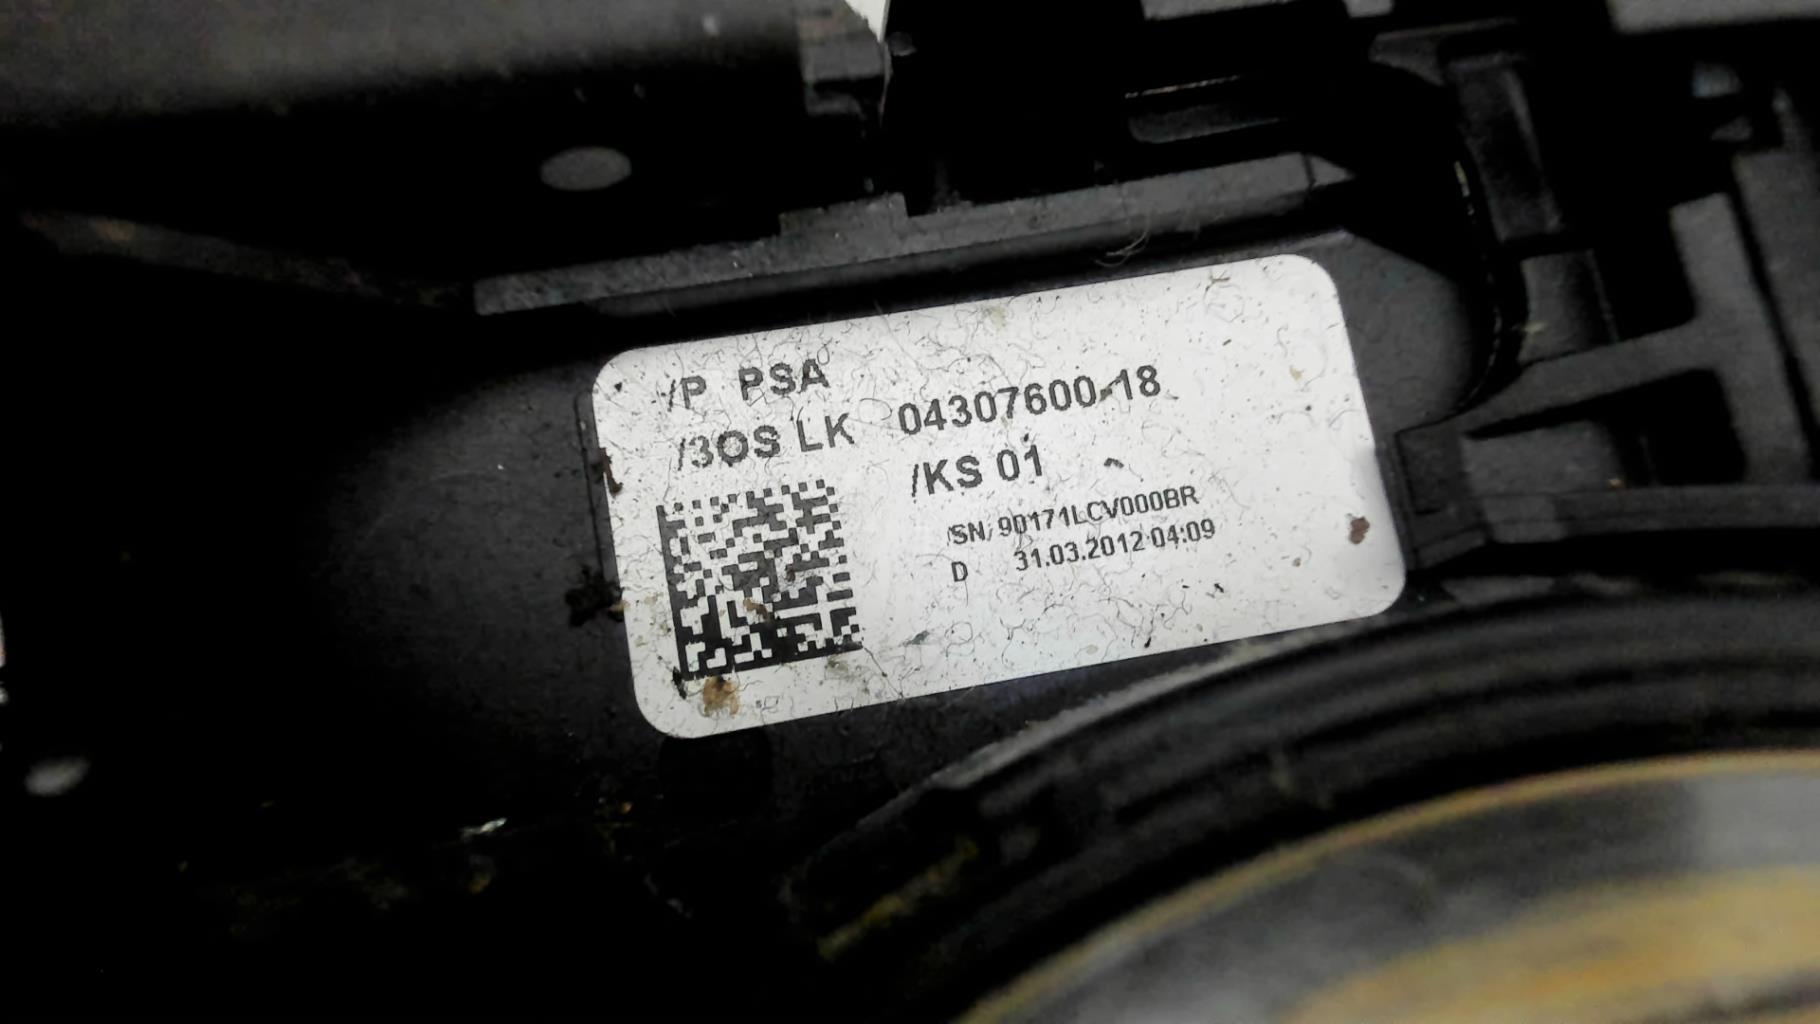 /P PSA
/3OS LK 04307600-18
/KS 01
/SN/90171LCV000BR
D 31.03.2012 04:09